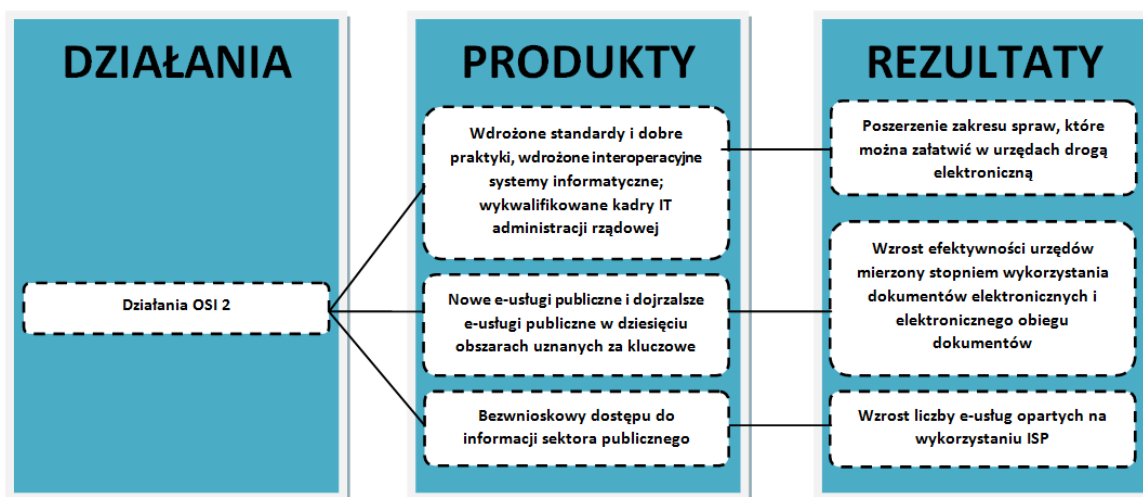 DZIAŁANIA
Działania OSI 2
PRODUKTY
Wdrożone standardy i dobre
praktyki, wdrożone interoperacyjne
systemy informatyczne;
wykwalifikowane kadry IT
administracji rządowej
Nowe e-usługi publiczne i dojrzalsze
e-usługi publiczne w dziesięciu
obszarach uznanych za kluczowe
Bezwnioskowy dostępu do
informacji sektora publicznego
REZULTATY
Poszerzenie zakresu spraw, które
można załatwić w urzędach drogą
elektroniczną
Wzrost efektywności urzędów
mierzony stopniem wykorzystania
dokumentów elektronicznych i
elektronicznego obiegu
dokumentów
Wzrost liczby e-usług opartych na
wykorzystaniu ISP